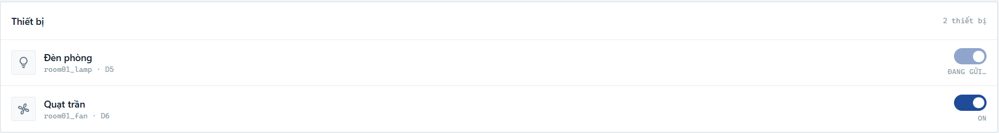 Thiết bị
2 thiết bị
Đèn phòng
room01_lamp · D5
ĐANG GỬI…
Quạt trần
room01_fan · D6
ON